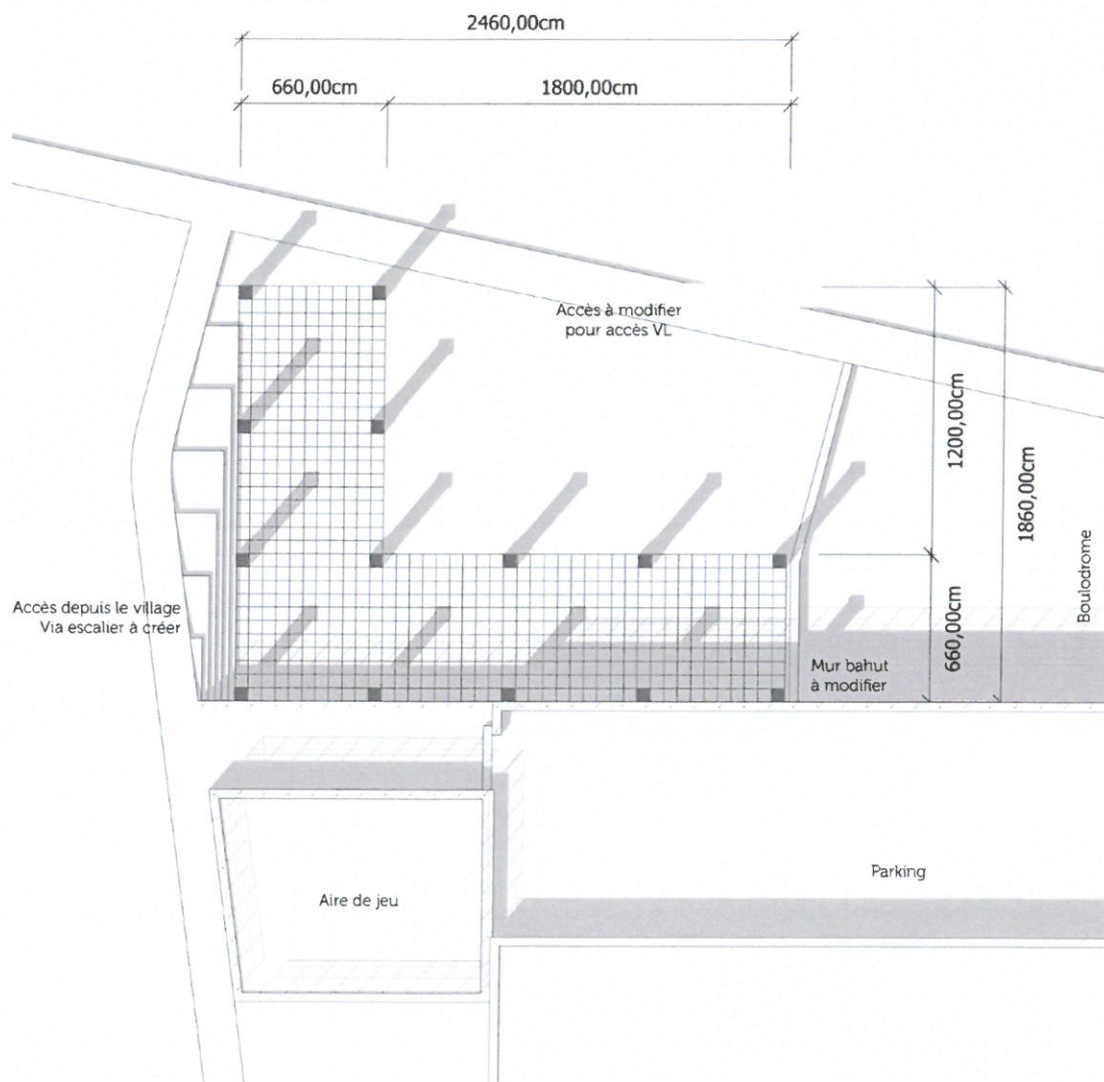 2460,00cm
660,00cm
1800,00cm
Accès à modifier
pour accès VL
1200,00cm
1860,00cm
660,00cm
Boulodrome
Accès depuis le village
Via escalier à créer
Mur bahut
à modifier
Parking
Aire de jeu